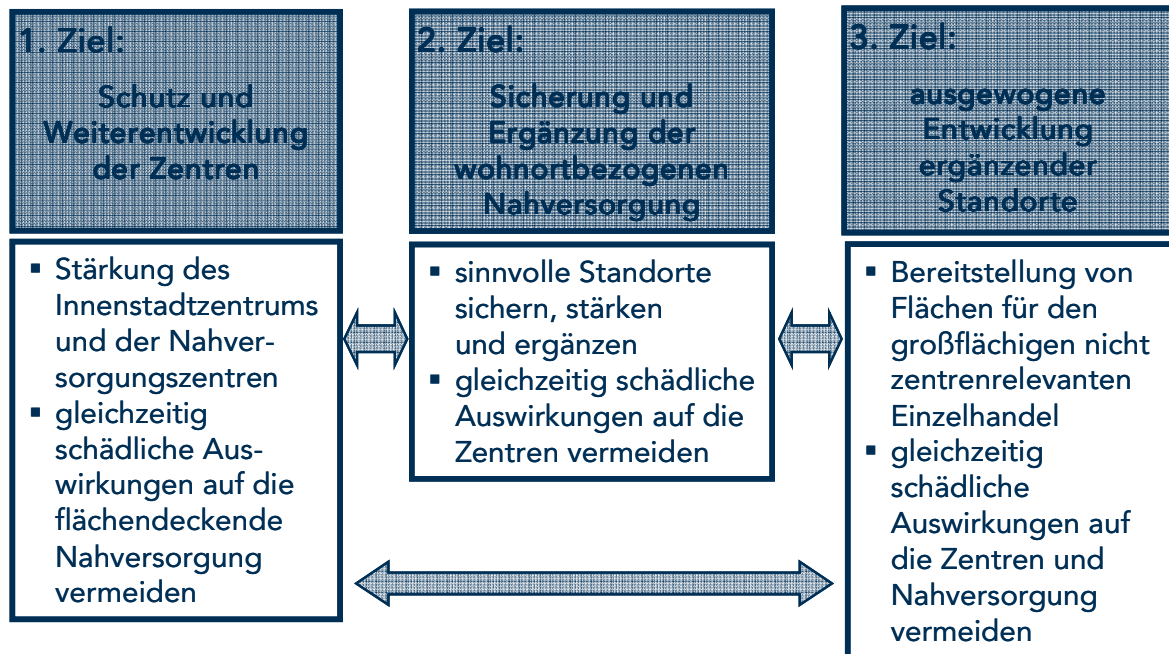 1. Ziel:
Schutz und
Weiterentwicklung
der Zentren
▪ Stärkung des
Innenstadtzentrums
und der Nahver-
sorgungszentren
▪ gleichzeitig
schädliche Aus-
wirkungen auf die
flächendeckende
Nahversorgung
vermeiden
2. Ziel:
Sicherung und
Ergänzung der
wohnortbezogenen
Nahversorgung
▪ sinnvolle Standorte
sichern, stärken
und ergänzen
▪ gleichzeitig schädliche
Auswirkungen auf die
Zentren vermeiden
3. Ziel:
ausgewogene
Entwicklung
ergänzender
Standorte
▪ Bereitstellung von
Flächen für den
großflächigen nicht
zentrenrelevanten
Einzelhandel
▪ gleichzeitig
schädliche
Auswirkungen auf
die Zentren und
Nahversorgung
vermeiden